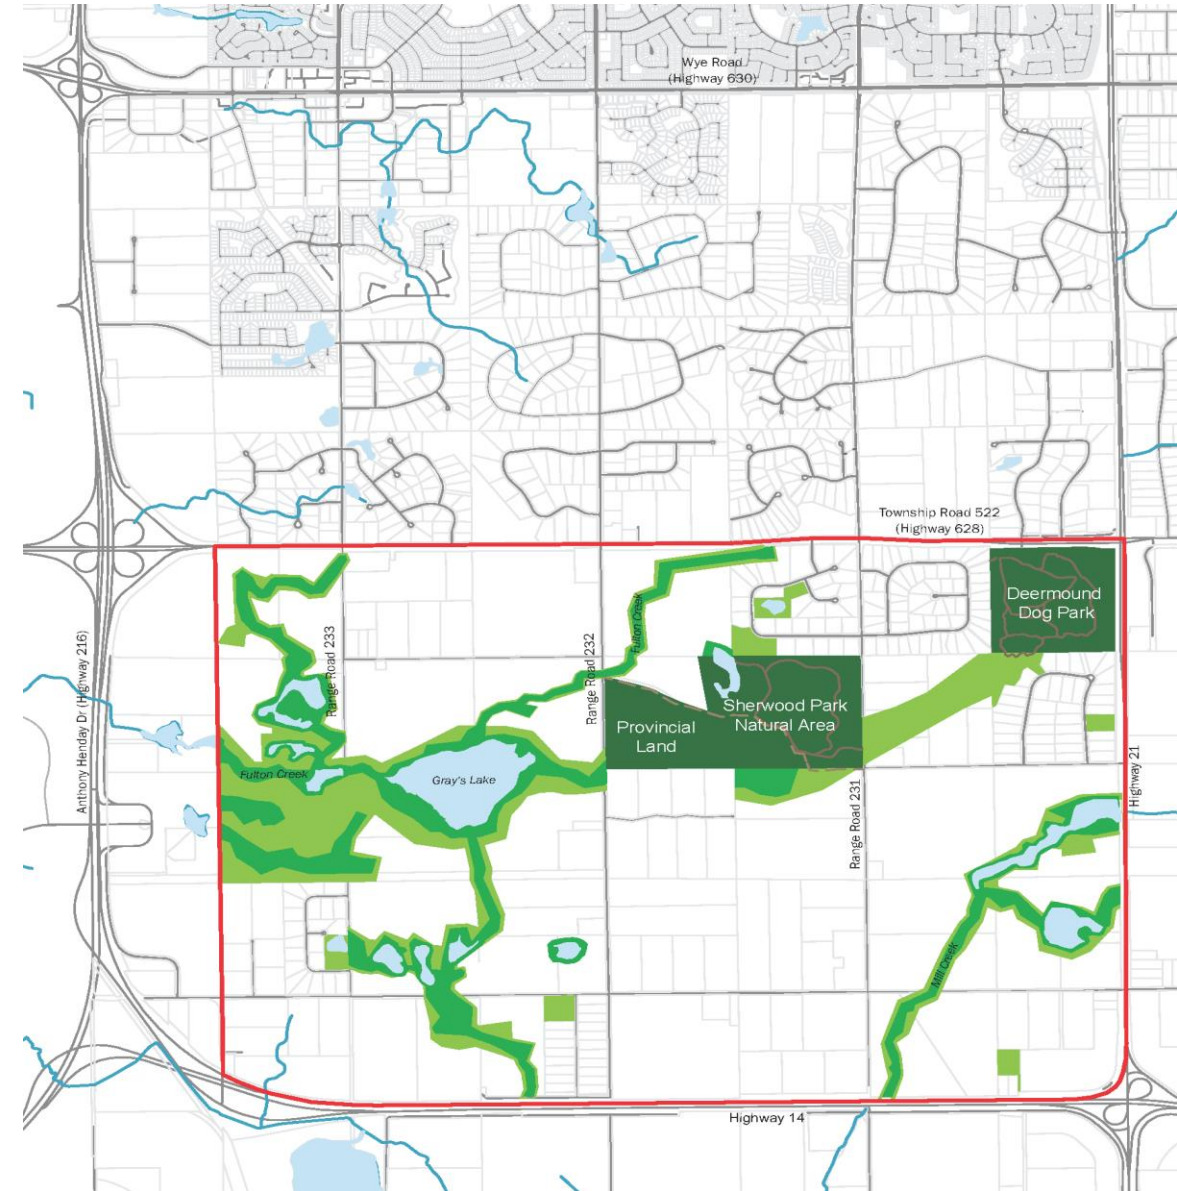 Wye Road
(Highway 630)
Township Road 522
(Highway 628)
Deermound
Dog Park
Fulton Creek
Range Road 233
Range Road 232
Anthony Henday Dr (Highway 216)
Sherwood Park
Natural Area
Provincial
Land
Fulton Creek
Gray's Lake
Highway 21
Range Road 231
Mill Creek
Highway 14